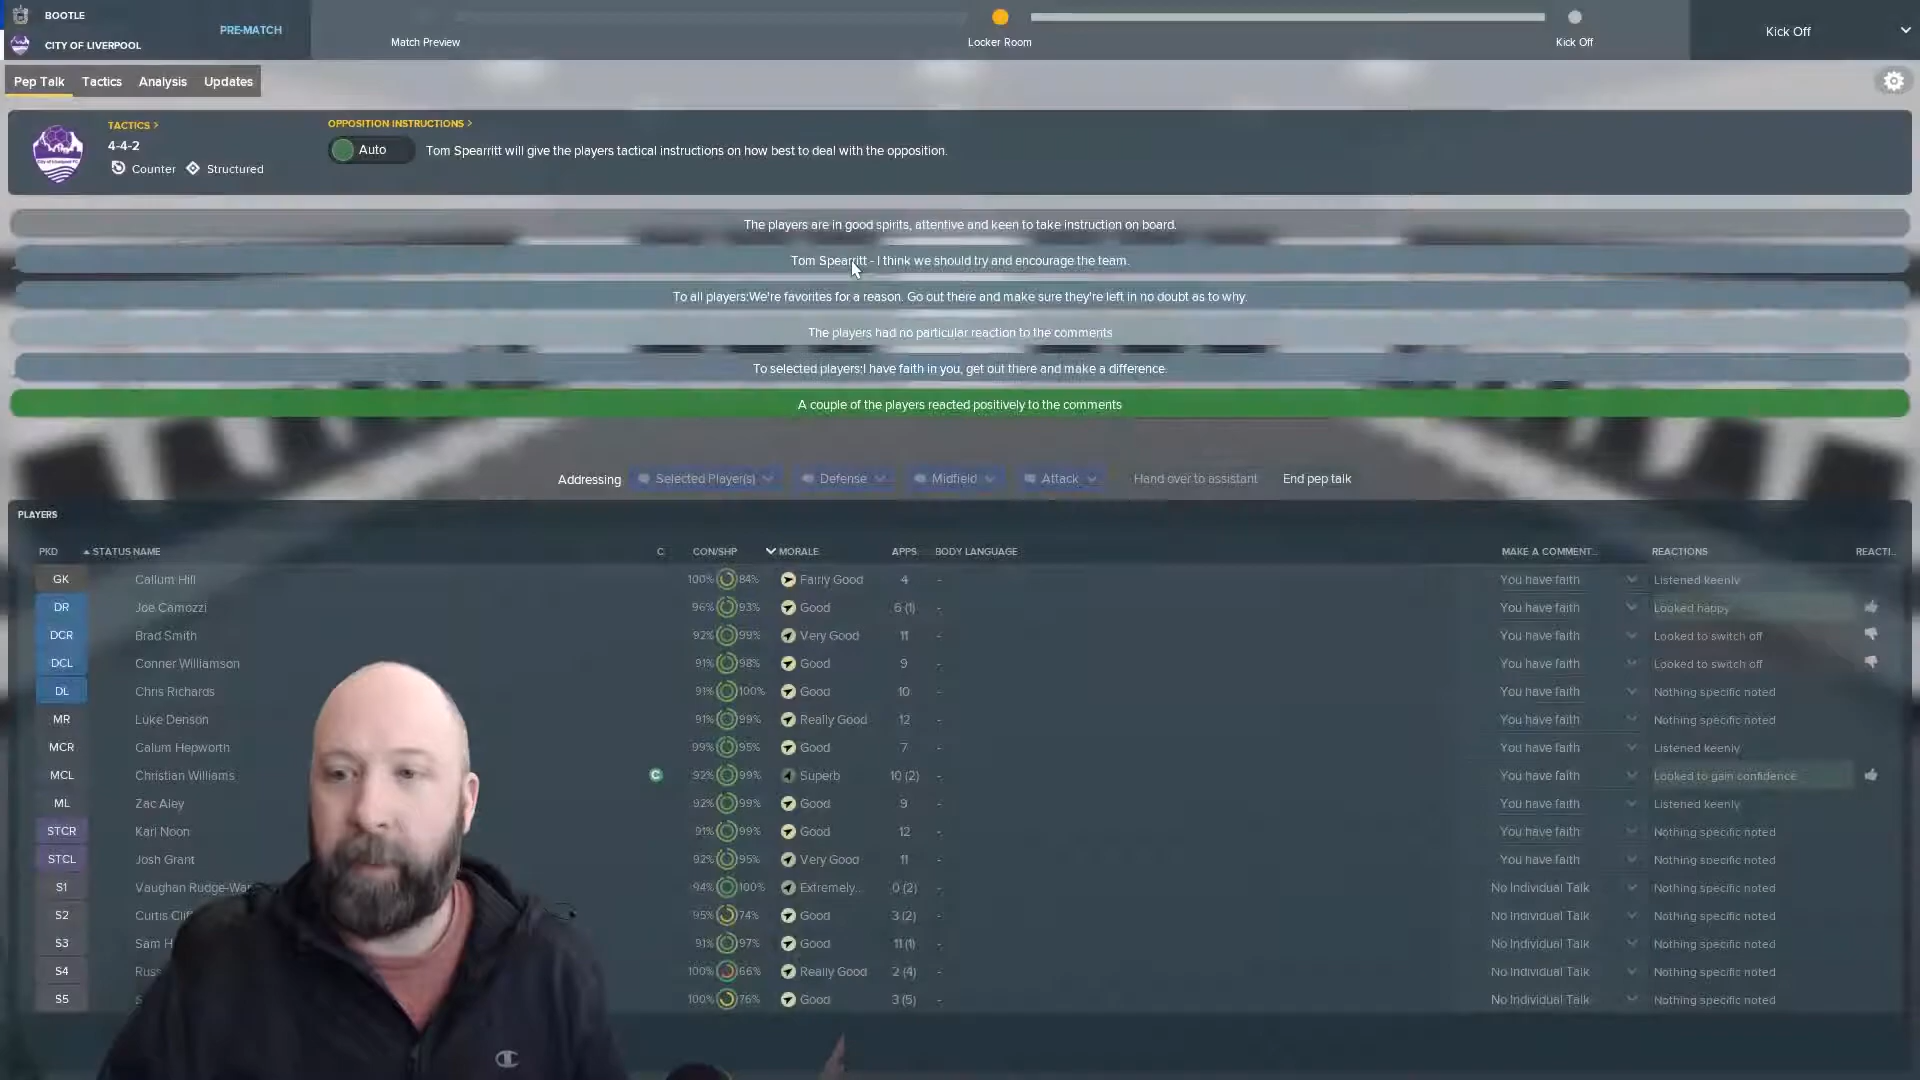 BOOTLE
CITY OF LIVERPOOL
PRE-MATCH
Match Preview
Locker Room
Kick Off
Kick Off
Pep Talk Tactics Analysis Updates
TACTICS >
4-4-2
Counter Structured
OPPOSITION INSTRUCTIONS >
Auto Tom Spearritt will give the players tactical instructions on how best to deal with the opposition.
The players are in good spirits, attentive and keen to take instruction on board.
Tom Spearritt - I think we should try and encourage the team.
To all players:We're favorites for a reason. Go out there and make sure they're left in no doubt as to why.
The players had no particular reaction to the comments
To selected players:I have faith in you, get out there and make a difference.
A couple of the players reacted positively to the comments
Addressing Selected Player(s) Defense Midfield Attack Hand over to assistant End pep talk
PLAYERS
PKD STATUS NAME C CON/SHP MORALE APPS BODY LANGUAGE MAKE A COMMENT... REACTIONS REACTI...
GK Callum Hill 100% 84% Fairly Good 4 - You have faith Listened keenly
DR Joe Camozzi 96% 93% Good 6 (1) - You have faith Looked happy
DCR Brad Smith 92% 99% Very Good 11 - You have faith Looked to switch off
DCL Conner Williamson 91% 98% Good 9 - You have faith Looked to switch off
DL Chris Richards 91% 100% Good 10 - You have faith Nothing specific noted
MR Luke Denson 91% 99% Really Good 12 - You have faith Nothing specific noted
MCR Calum Hepworth 99% 95% Good 7 - You have faith Listened keenly
MCL Christian Williams C 92% 99% Superb 10 (2) - You have faith Looked to gain confidence
ML Zac Aley 92% 99% Good 9 - You have faith Listened keenly
STCR Karl Noon 91% 99% Good 12 - You have faith Nothing specific noted
STCL Josh Grant 92% 95% Very Good 11 - You have faith Nothing specific noted
S1 Vaughan Rudge-War 94% 100% Extremely... 0 (2) - No Individual Talk Nothing specific noted
S2 Curtis 95% 74% Good 3 (2) - No Individual Talk Nothing specific noted
S3 Sam H 91% 97% Good 11 (1) - No Individual Talk Nothing specific noted
S4 Russ 100% 66% Really Good 2 (4) - No Individual Talk Nothing specific noted
S5 S 100% 76% Good 3 (5) - No Individual Talk Nothing specific noted